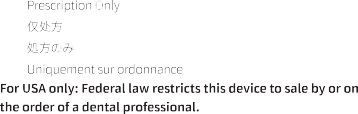 Prescription Only
仅处方
処方のみ
Uniquement sur ordonnance
For USA only: Federal law restricts this device to sale by or on
the order of a dental professional.